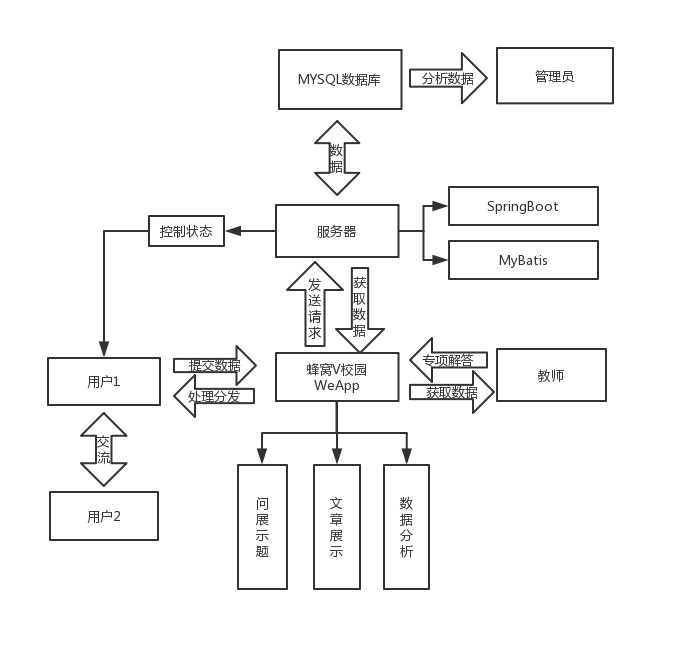 MYSQL数据库
分析数据
管理员
数据
SpringBoot
控制状态
服务器
MyBatis
发送请求
获取数据
用户1
提交数据
处理分发
蜂窝V校园
WeApp
专项解答
获取数据
教师
交流
用户2
问展示题
文章展示
数据分析